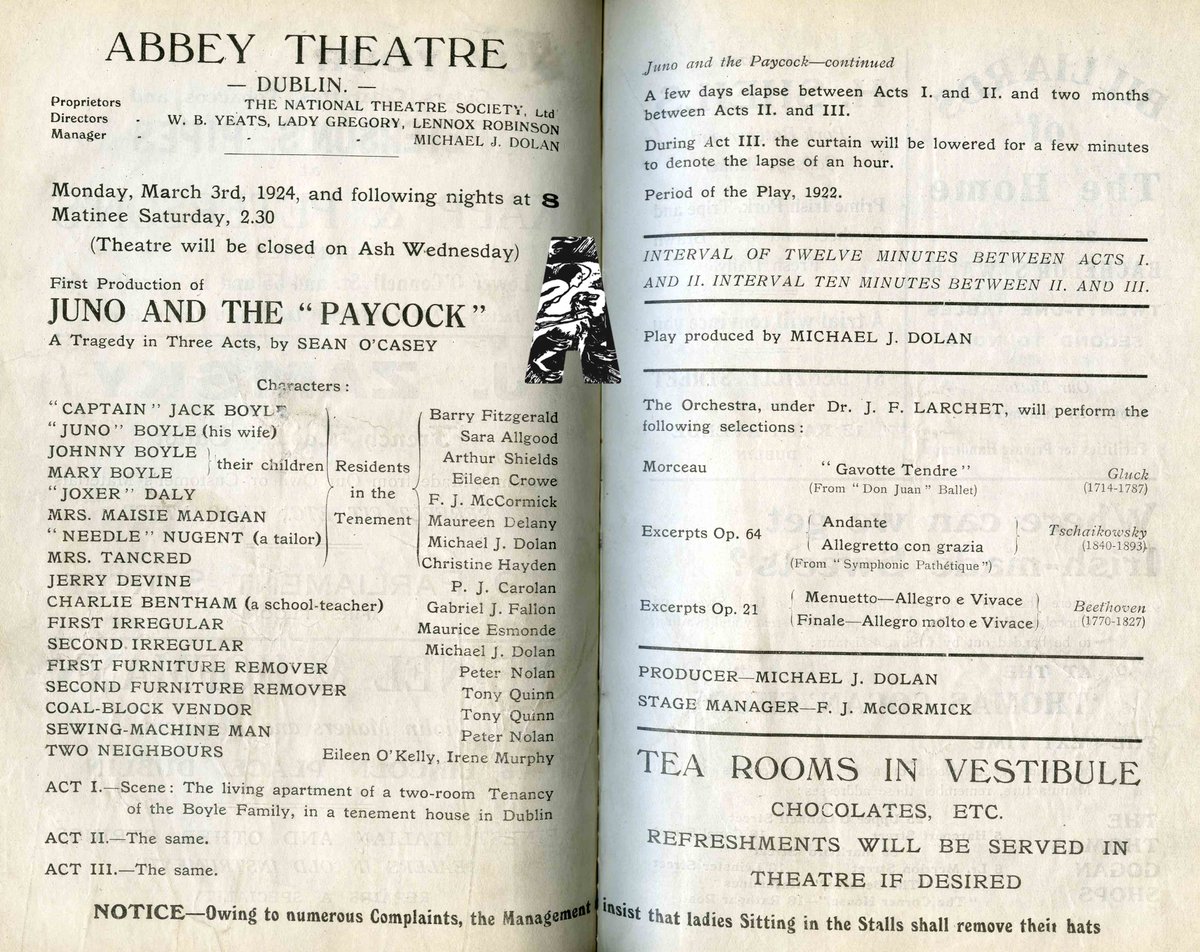 ABBEY THEATRE
— DUBLIN. —
Proprietors THE NATIONAL THEATRE SOCIETY, Ltd
Directors - W. B. YEATS, LADY GREGORY, LENNOX ROBINSON
Manager - - - MICHAEL J. DOLAN
Monday, March 3rd, 1924, and following nights at 8
Matinee Saturday, 2.30
(Theatre will be closed on Ash Wednesday)
First Production of
JUNO AND THE "PAYCOCK"
A Tragedy in Three Acts, by SEAN O'CASEY
Characters:
"CAPTAIN" JACK BOYLE Barry Fitzgerald
"JUNO" BOYLE (his wife) Sara Allgood
JOHNNY BOYLE Arthur Shields
MARY BOYLE Eileen Crowe
their children
"JOXER" DALY F. J. McCormick
MRS. MAISIE MADIGAN Maureen Delany
"NEEDLE" NUGENT (a tailor) Michael J. Dolan
MRS. TANCRED Christine Hayden
Residents
in the
Tenement
JERRY DEVINE P. J. Carolan
CHARLIE BENTHAM (a school-teacher) Gabriel J. Fallon
FIRST IRREGULAR Maurice Esmonde
SECOND IRREGULAR Michael J. Dolan
FIRST FURNITURE REMOVER Peter Nolan
SECOND FURNITURE REMOVER Tony Quinn
COAL-BLOCK VENDOR Tony Quinn
SEWING-MACHINE MAN Peter Nolan
TWO NEIGHBOURS Eileen O'Kelly, Irene Murphy
ACT I.—Scene: The living apartment of a two-room Tenancy
of the Boyle Family, in a tenement house in Dublin
ACT II.—The same.
ACT III.—The same.
Juno and the Paycock—continued
A few days elapse between Acts I. and II. and two months
between Acts II. and III.
During Act III. the curtain will be lowered for a few minutes
to denote the lapse of an hour.
Period of the Play, 1922.
INTERVAL OF TWELVE MINUTES BETWEEN ACTS I.
AND II. INTERVAL TEN MINUTES BETWEEN II. AND III.
Play produced by MICHAEL J. DOLAN
The Orchestra, under Dr. J. F. LARCHET, will perform the
following selections:
Morceau "Gavotte Tendre" Gluck
(From "Don Juan" Ballet) (1714-1787)
Excerpts Op. 64 Andante Tschaikowsky
Allegretto con grazia (1840-1893)
(From "Symphonic Pathétique")
Excerpts Op. 21 Menuetto—Allegro e Vivace Beethoven
Finale—Allegro molto e Vivace (1770-1827)
PRODUCER—MICHAEL J. DOLAN
STAGE MANAGER—F. J. McCORMICK
TEA ROOMS IN VESTIBULE
CHOCOLATES, ETC.
REFRESHMENTS WILL BE SERVED IN
THEATRE IF DESIRED
NOTICE—Owing to numerous Complaints, the Management insist that ladies Sitting in the Stalls shall remove their hats